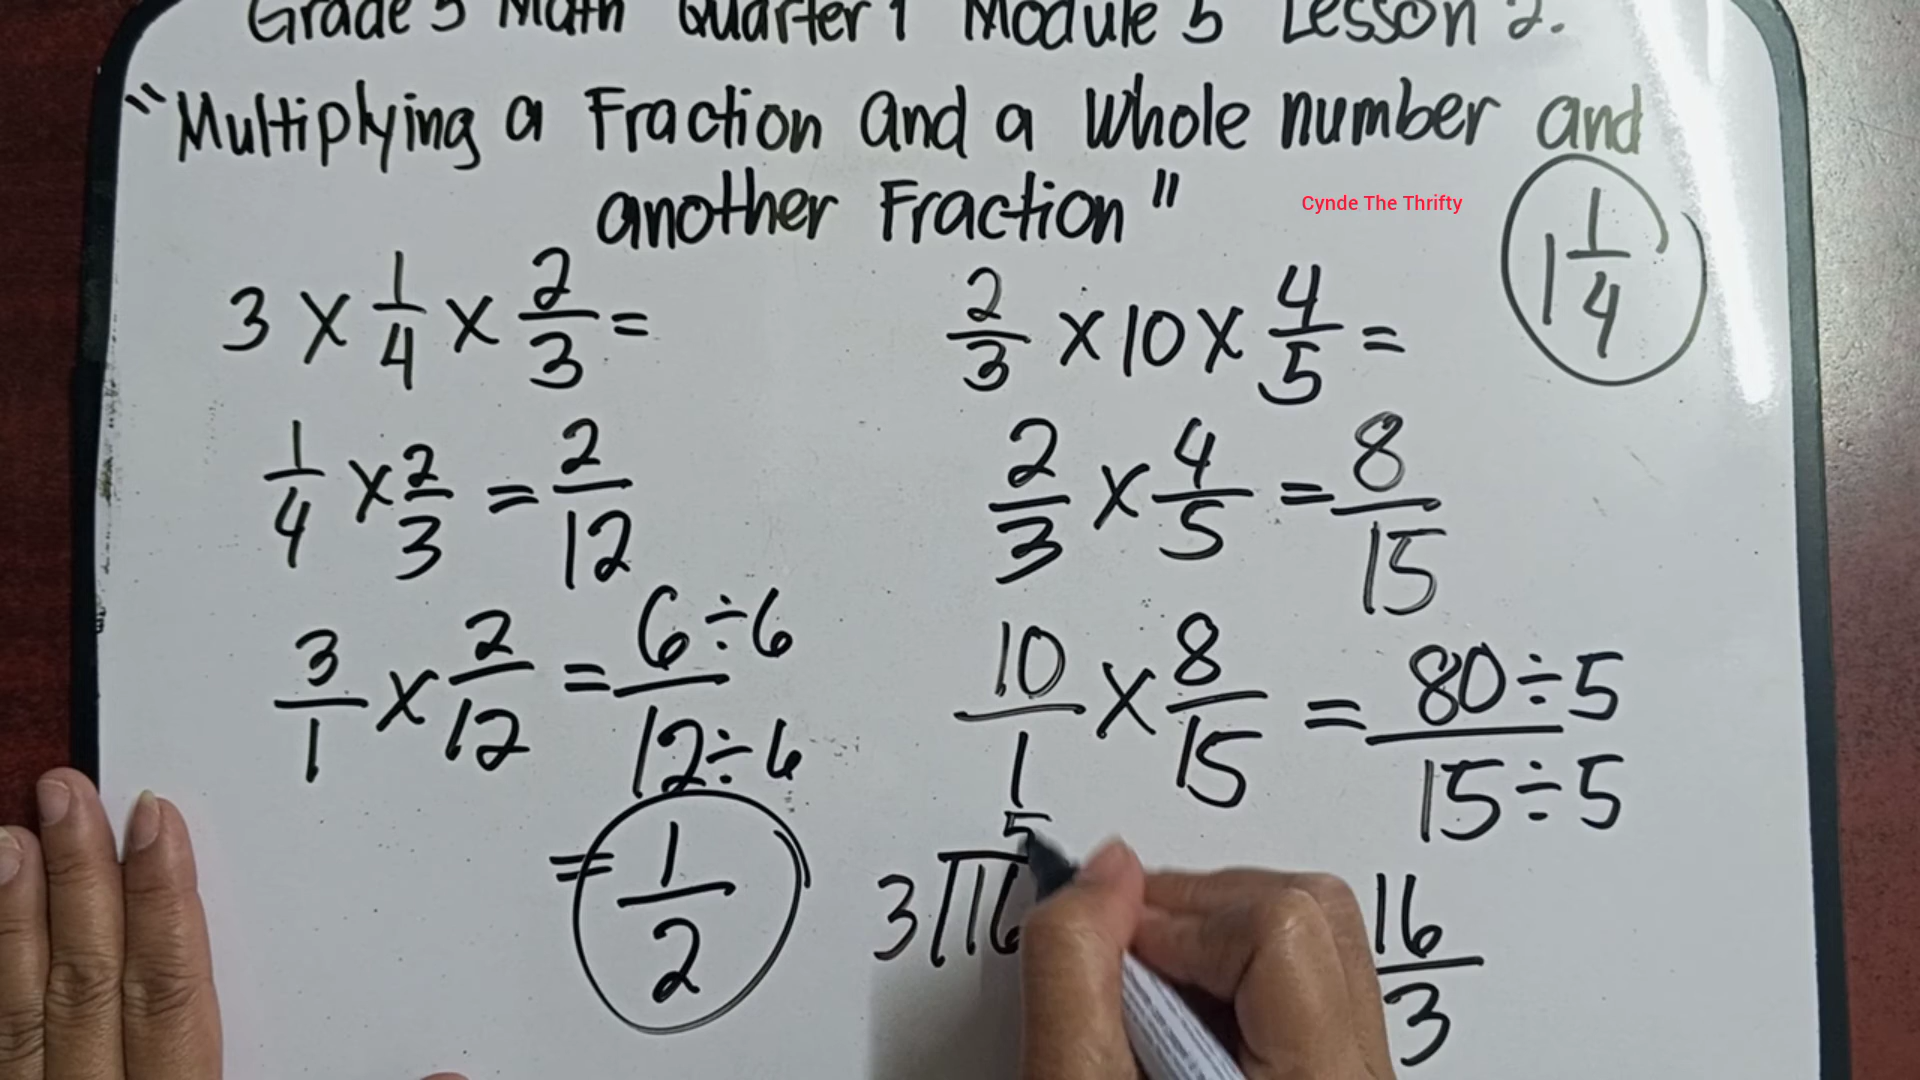 Grade 5 Math Quarter 1 Module 5 Lesson 2.
"Multiplying a Fraction and a Whole number and
another Fraction"
Cynde The Thrifty
1 1/4
3 X 1/4 X 2/3 =
1/4 X 2/3 = 2/12
3/1 X 2/12 = 6÷6/12÷6
= 1/2
2/3 X 10 X 4/5 =
2/3 X 4/5 = 8/15
10/1 X 8/15 = 80÷5/15÷5
5
3 16
16/3